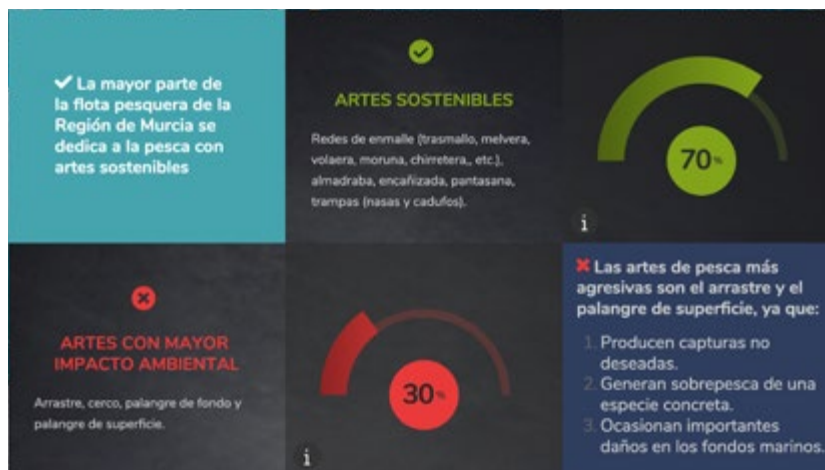 ✔ La mayor parte de
la flota pesquera de la
Región de Murcia se
dedica a la pesca con
artes sostenibles
ARTES SOSTENIBLES
Redes de enmalle (trasmallo, melvera,
volaera, moruna, chirretera,, etc.),
almadraba, encañizada, pantasana,
trampas (nasas y cadufos).
70%
i
ARTES CON MAYOR
IMPACTO AMBIENTAL
Arrastre, cerco, palangre de fondo y
palangre de superficie.
30%
i
✖ Las artes de pesca más
agresivas son el arrastre y el
palangre de superficie, ya que:
1. Producen capturas no
deseadas.
2. Generan sobrepesca de una
especie concreta.
3. Ocasionan importantes
daños en los fondos marinos.